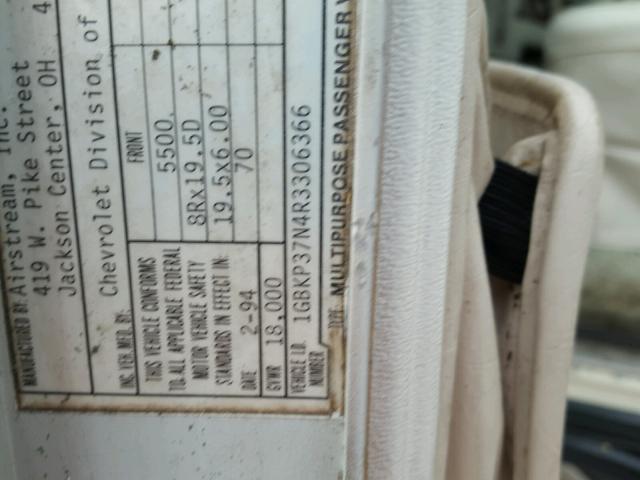 MANUFACTURED BY: Airstream, Inc.
419 W. Pike Street
Jackson Center, OH 4
INC. VEH. MFD. BY: Chevrolet Division of
THIS VEHICLE CONFORMS
TO ALL APPLICABLE FEDERAL
MOTOR VEHICLE SAFETY
STANDARDS IN EFFECT IN:
FRONT
5500
8Rx19.5D
19.5x6.00
70
DATE 2-94
GVWR 18,000
VEHICLE I.D.
NUMBER 1GBKP37N4R3306366
TYPE: MULTIPURPOSE PASSENGER V